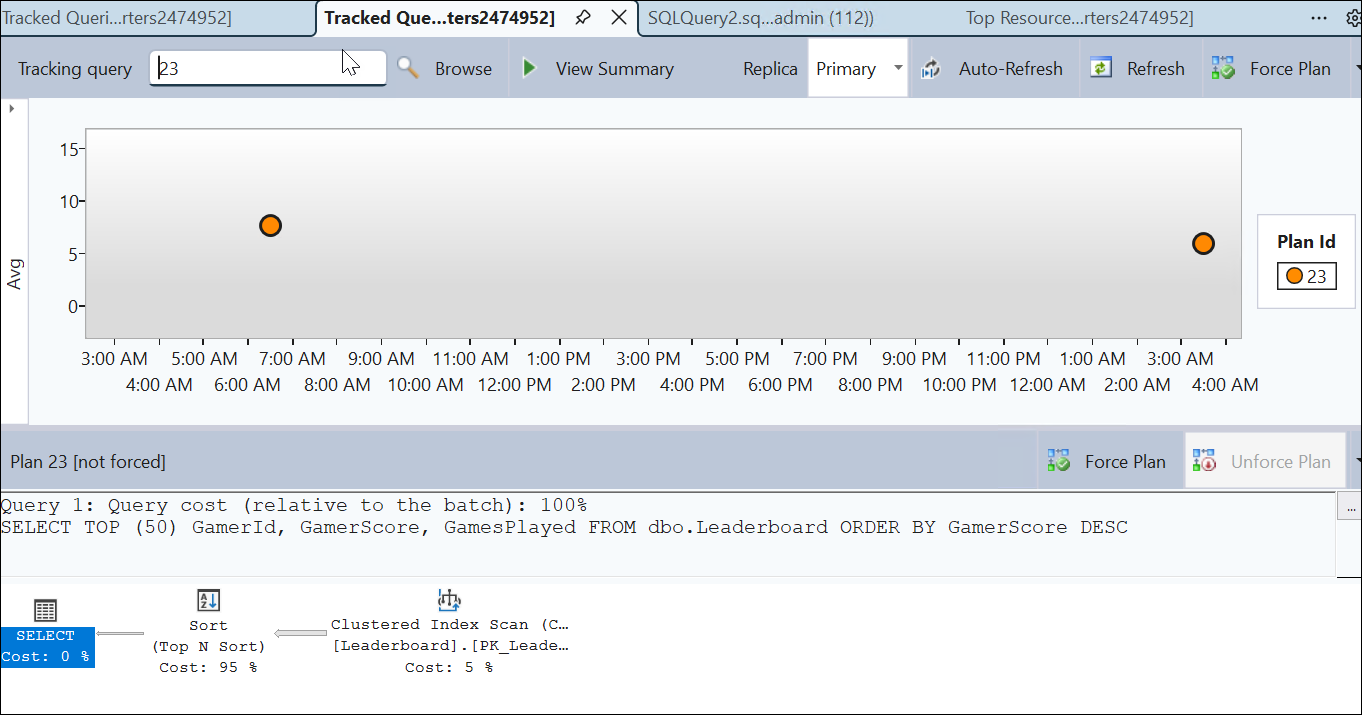 Tracked Queri...rters2474952]
Tracked Que...ters2474952]
SQLQuery2.sq...admin (112))
Top Resource...rters2474952]
...
Tracking query
23
Browse
View Summary
Replica
Primary
Auto-Refresh
Refresh
Force Plan
Avg
15
10
5
0
3:00 AM 5:00 AM 7:00 AM 9:00 AM 11:00 AM 1:00 PM 3:00 PM 5:00 PM 7:00 PM 9:00 PM 11:00 PM 1:00 AM 3:00 AM
4:00 AM 6:00 AM 8:00 AM 10:00 AM 12:00 PM 2:00 PM 4:00 PM 6:00 PM 8:00 PM 10:00 PM 12:00 AM 2:00 AM 4:00 AM
Plan Id
23
Plan 23 [not forced]
Force Plan
Unforce Plan
Query 1: Query cost (relative to the batch): 100%
SELECT TOP (50) GamerId, GamerScore, GamesPlayed FROM dbo.Leaderboard ORDER BY GamerScore DESC
...
SELECT
Cost: 0 %
Sort
(Top N Sort)
Cost: 95 %
Clustered Index Scan (C...
[Leaderboard].[PK_Leade...
Cost: 5 %